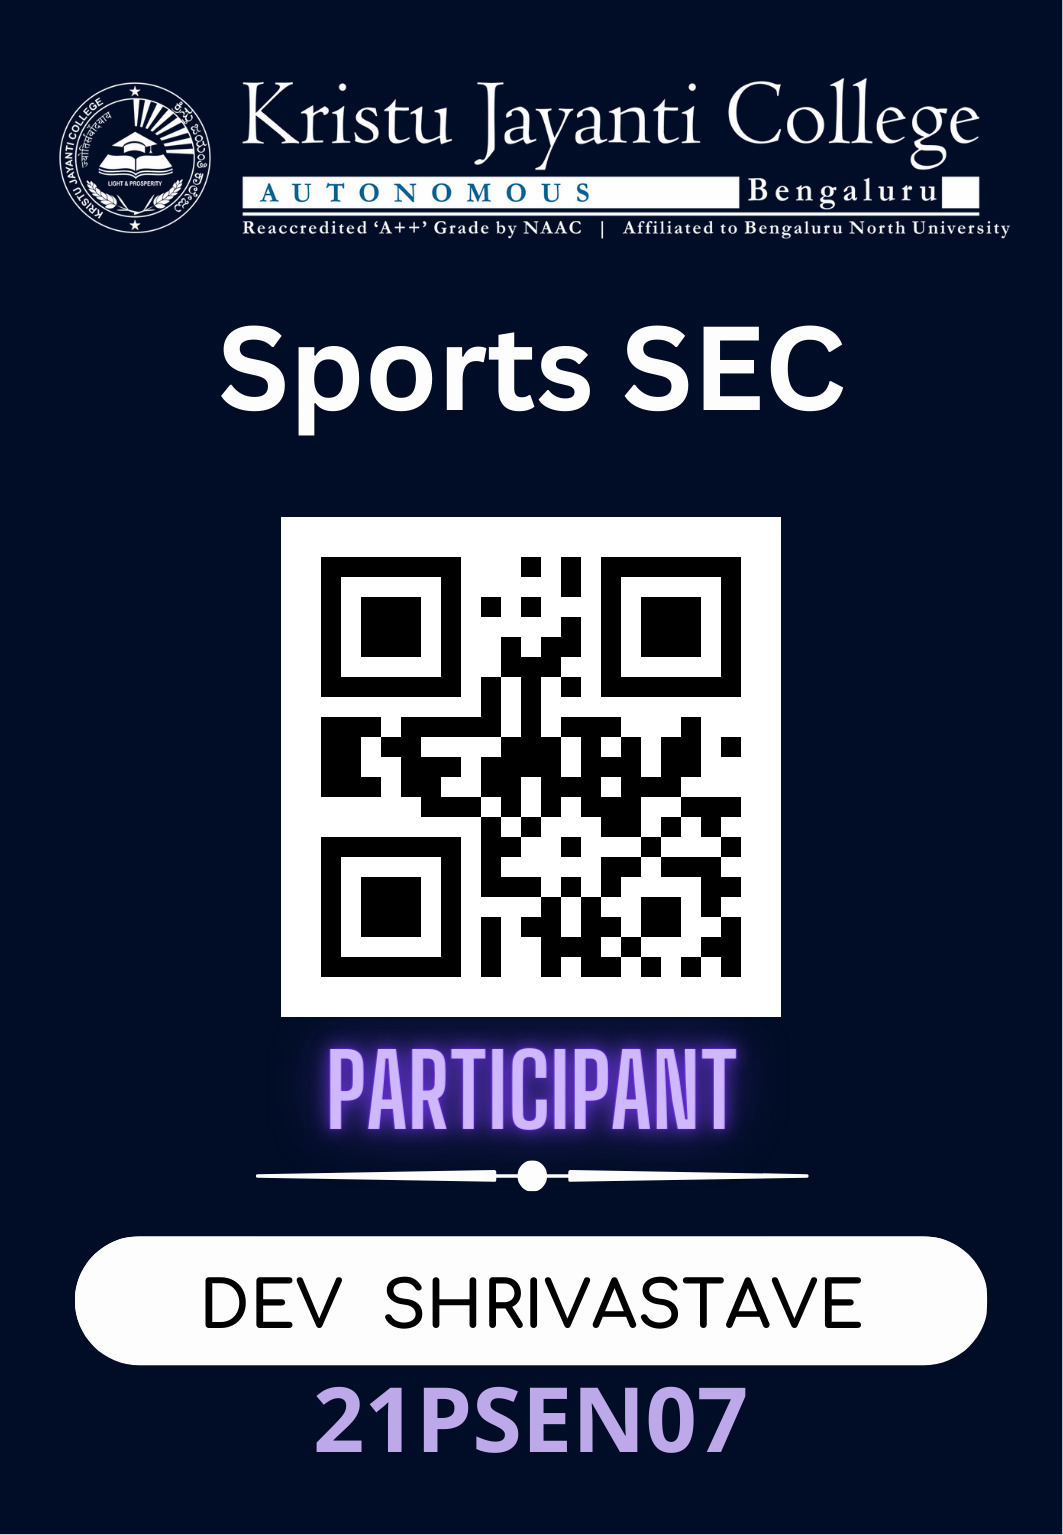 KRISTU JAYANTI COLLEGE
LIGHT & PROSPERITY
Kristu Jayanti College
AUTONOMOUS Bengaluru
Reaccredited ‘A++’ Grade by NAAC | Affiliated to Bengaluru North University
Sports SEC
PARTICIPANT
DEV SHRIVASTAVE
21PSEN07